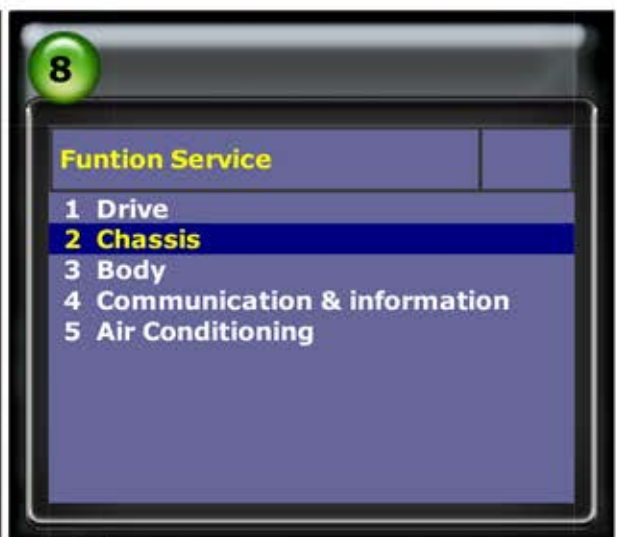 8
Funtion Service
1 Drive
2 Chassis
3 Body
4 Communication & information
5 Air Conditioning